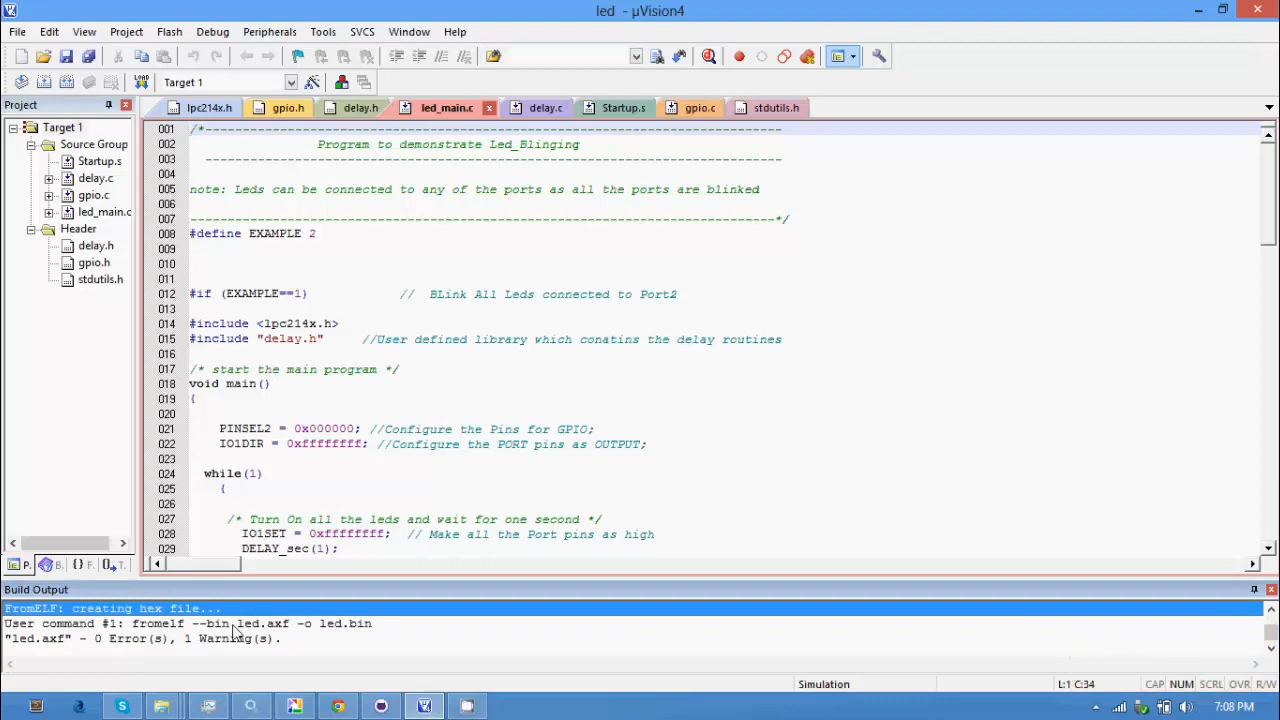 led  - µVision4
File Edit View Project Flash Debug Peripherals Tools SVCS Window Help
LOAD Target 1
Project
lpc214x.h gpio.h delay.h led_main.c delay.c Startup.s gpio.c stdutils.h
Target 1
Source Group
Startup.s
delay.c
gpio.c
led_main.c
Header
delay.h
gpio.h
stdutils.h
001 /*-----------------------------------------------------------------------------
002 Program to demonstrate Led_Blinging
003 -----------------------------------------------------------------------------
004
005 note: Leds can be connected to any of the ports as all the ports are blinked
006
007 ------------------------------------------------------------------------------*/
008 #define EXAMPLE 2
009
010
011
012 #if (EXAMPLE==1) // BLink All Leds connected to Port2
013
014 #include <lpc214x.h>
015 #include "delay.h" //User defined library which conatins the delay routines
016
017 /* start the main program */
018 void main()
019 {
020
021 PINSEL2 = 0x000000; //Configure the Pins for GPIO;
022 IO1DIR = 0xffffffff; //Configure the PORT pins as OUTPUT;
023
024 while(1)
025 {
026
027 /* Turn On all the leds and wait for one second */
028 IO1SET = 0xffffffff; // Make all the Port pins as high
029 DELAY_sec(1);
P. B. {} F. T.
Build Output
FromELF: creating hex file...
User command #1: fromelf --bin led.axf -o led.bin
"led.axf" - 0 Error(s), 1 Warning(s).
Simulation L:1 C:34 CAP NUM SCRL OVR R/W
7:08 PM